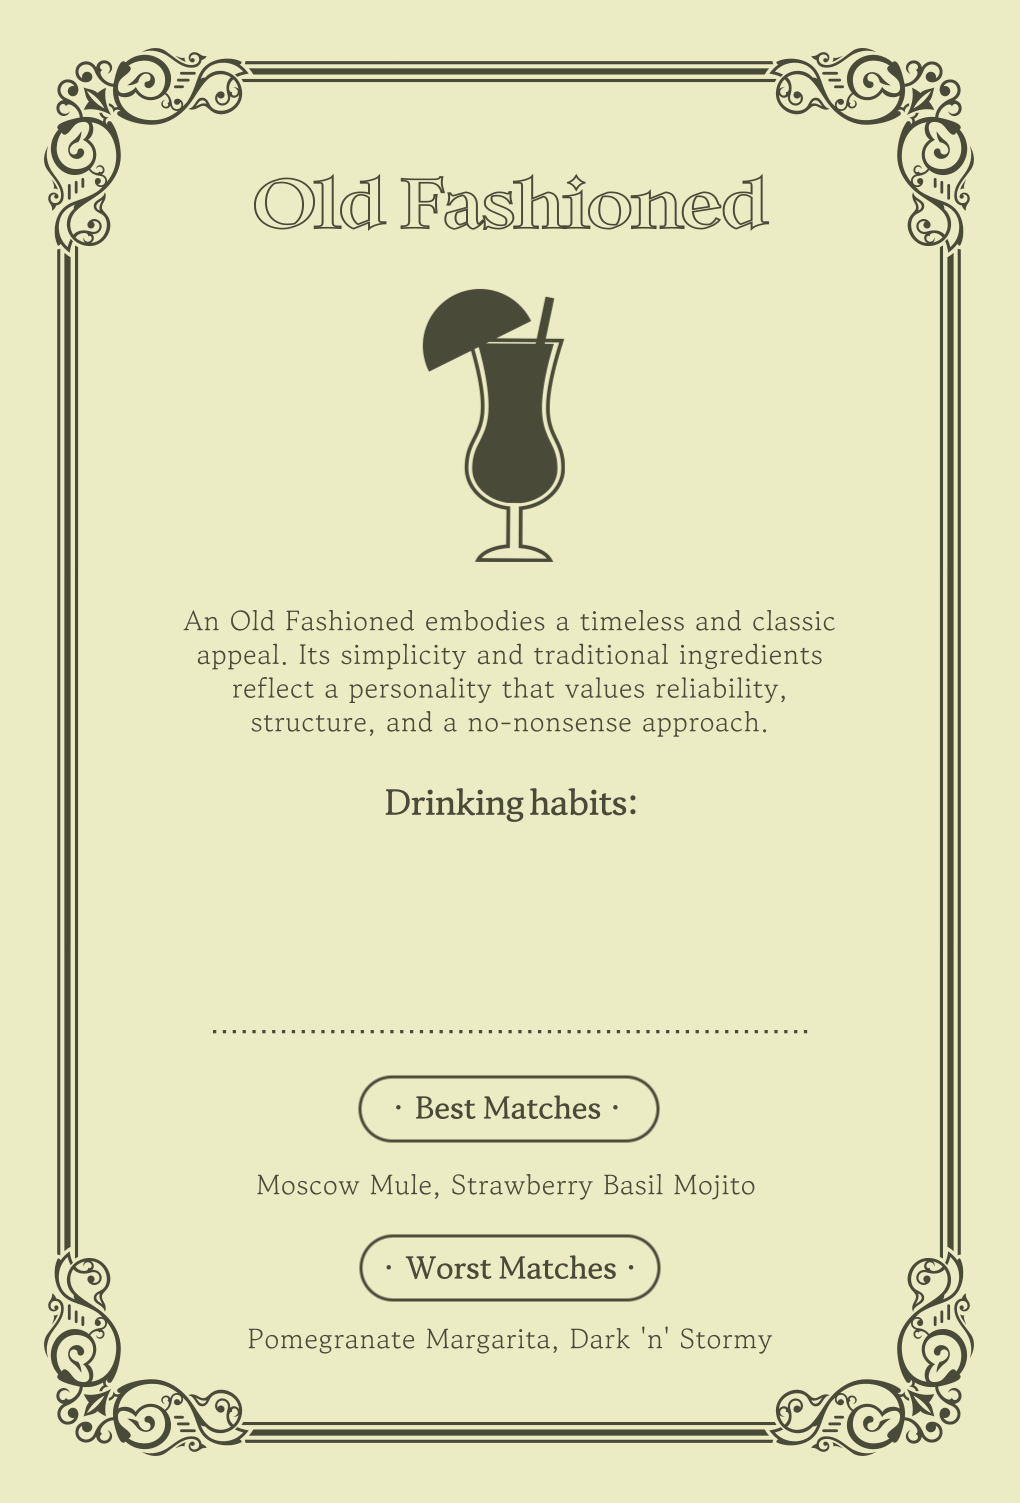 Old Fashioned
An Old Fashioned embodies a timeless and classic
appeal. Its simplicity and traditional ingredients
reflect a personality that values reliability,
structure, and a no-nonsense approach.
Drinking habits:
· Best Matches ·
Moscow Mule, Strawberry Basil Mojito
· Worst Matches ·
Pomegranate Margarita, Dark 'n' Stormy